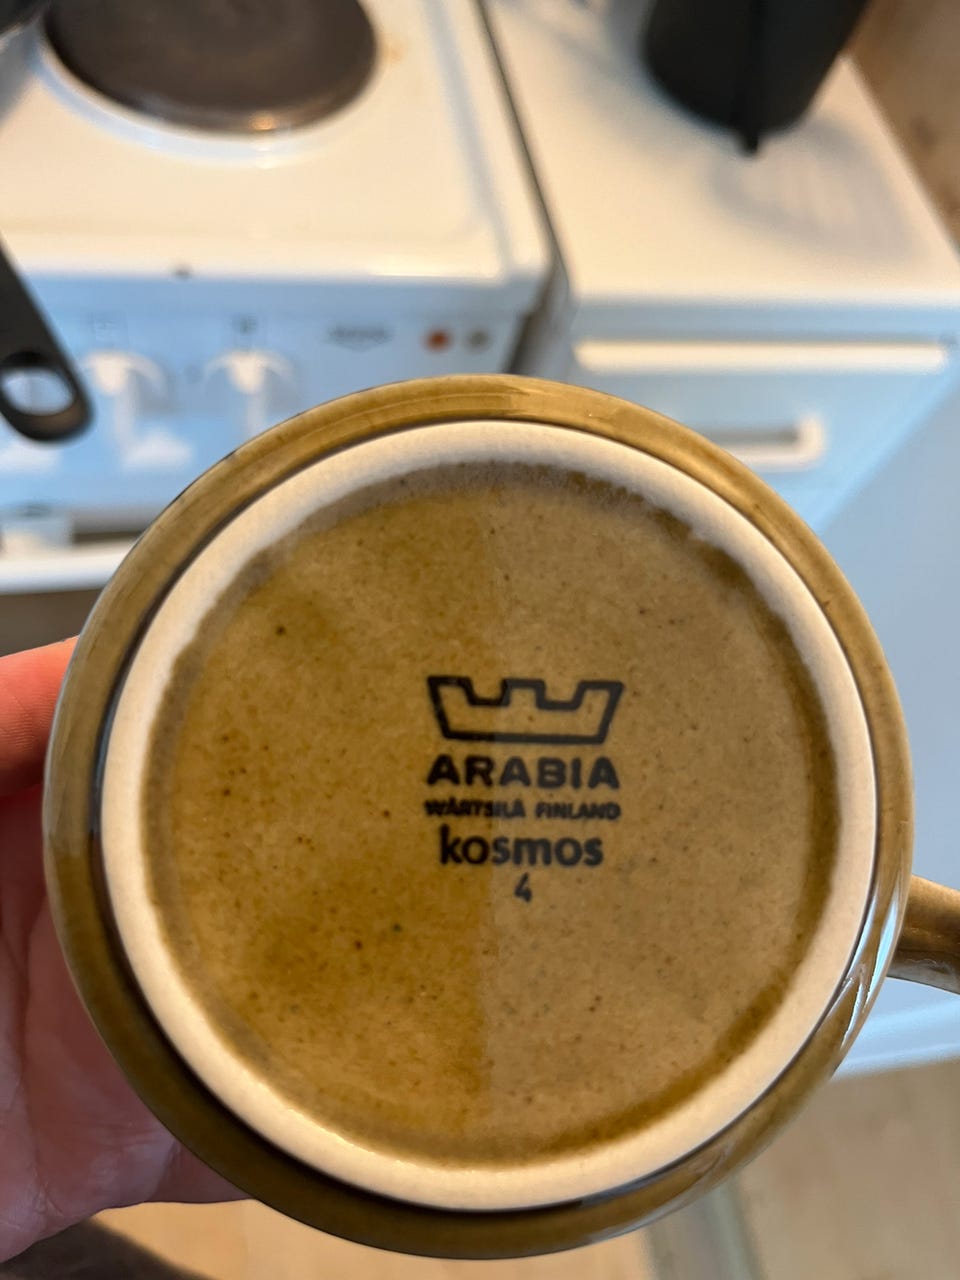 ARABIA
WÄRTSILÄ FINLAND
kosmos
4